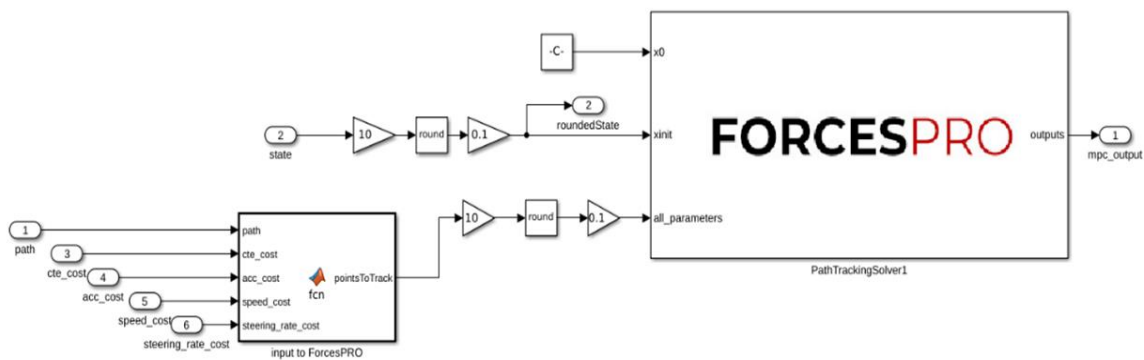 -C-
x0
2
roundedState
2
state
10
round
0.1
xinit
FORCESPRO
outputs
1
mpc_output
1
path
3
cte_cost
4
acc_cost
5
speed_cost
6
steering_rate_cost
path
cte_cost
acc_cost
speed_cost
steering_rate_cost
fcn
pointsToTrack
input to ForcesPRO
10
round
0.1
all_parameters
PathTrackingSolver1